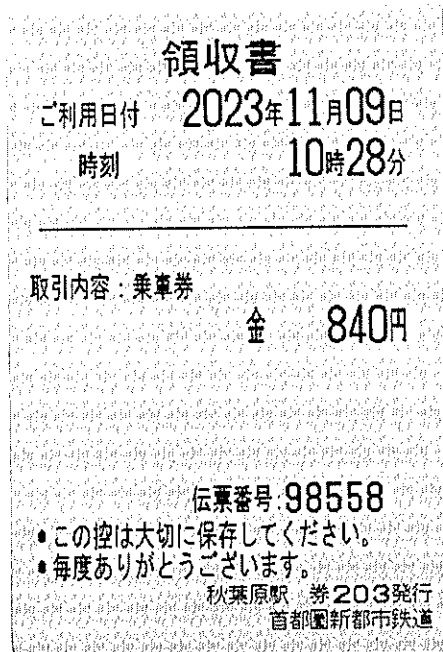 領収書
ご利用日付 2023年11月09日
時刻 10時28分
取引内容：乗車券
金 840円
伝票番号:98558
•この控は大切に保存してください。
•毎度ありがとうございます。
秋葉原駅 券203発行
首都圏新都市鉄道